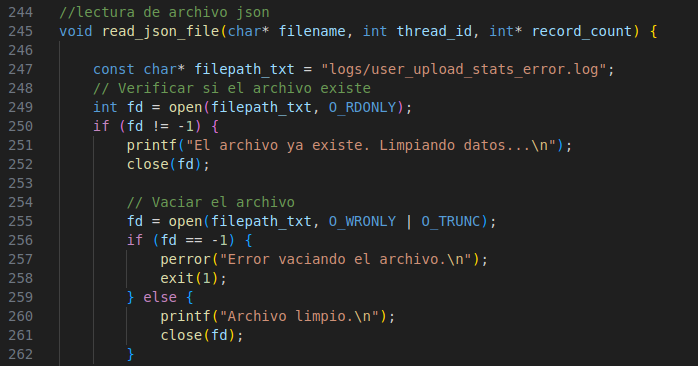 244 //lectura de archivo json
245 void read_json_file(char* filename, int thread_id, int* record_count) {
246
247 const char* filepath_txt = "logs/user_upload_stats_error.log";
248 // Verificar si el archivo existe
249 int fd = open(filepath_txt, O_RDONLY);
250 if (fd != -1) {
251 printf("El archivo ya existe. Limpiando datos...\n");
252 close(fd);
253
254 // Vaciar el archivo
255 fd = open(filepath_txt, O_WRONLY | O_TRUNC);
256 if (fd == -1) {
257 perror("Error vaciando el archivo.\n");
258 exit(1);
259 } else {
260 printf("Archivo limpio.\n");
261 close(fd);
262 }